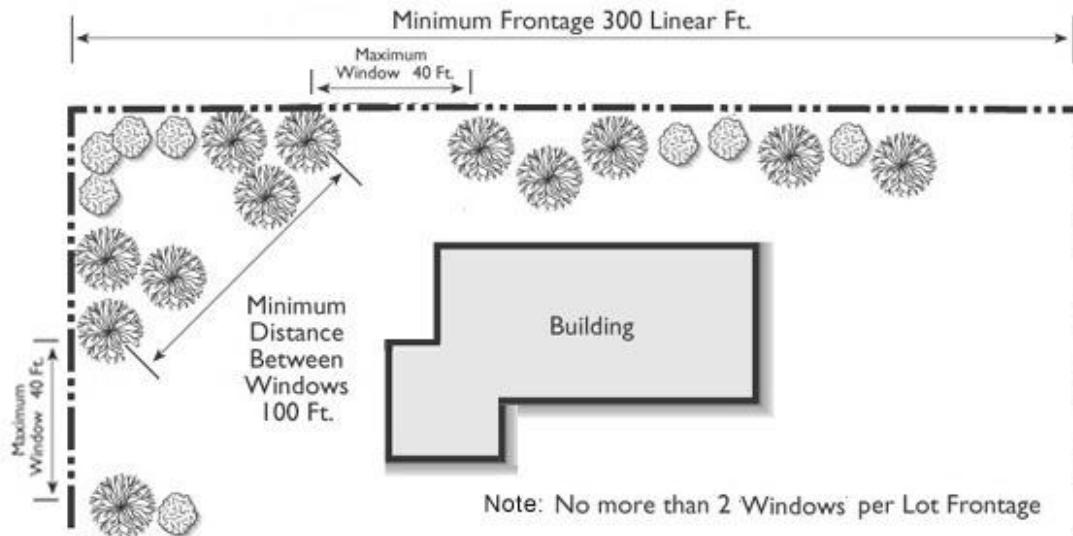 Minimum Frontage 300 Linear Ft.
Maximum
Window 40 Ft.
Minimum
Distance
Between
Windows
100 Ft.
Building
Maximum
Window 40 Ft.
Note: No more than 2 'Windows' per Lot Frontage